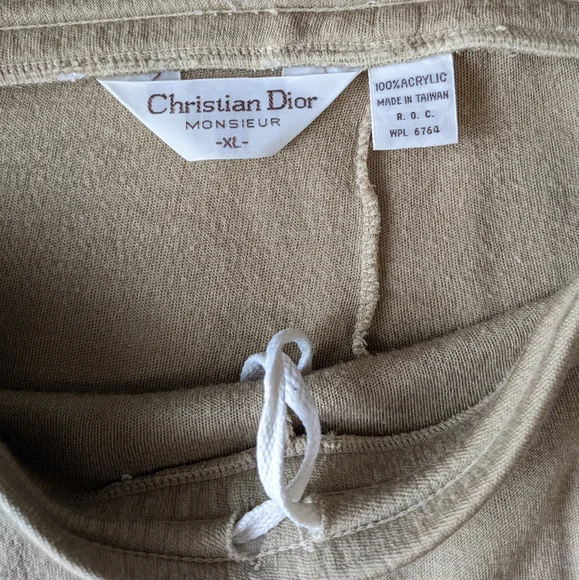 Christian Dior
MONSIEUR
-XL-
100% ACRYLIC
MADE IN TAIWAN
R. O. C.
WPL 6764